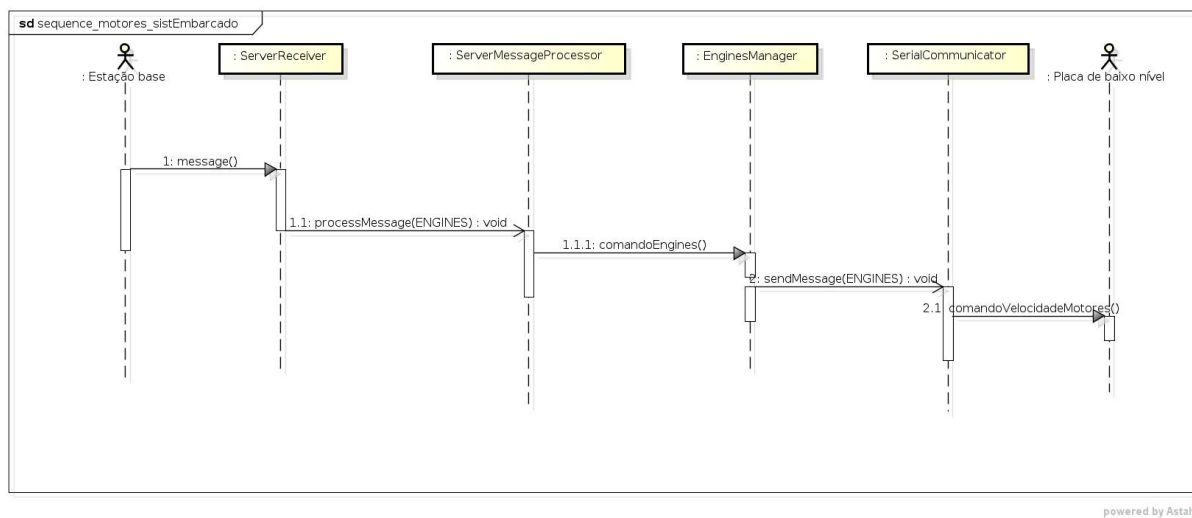 sd sequence_motores_sistEmbarcado
: Estação base
: ServerReceiver
: ServerMessageProcessor
: EnginesManager
: SerialCommunicator
: Placa de baixo nível
1: message()
1.1: processMessage(ENGINES) : void
1.1.1: comandoEngines()
2: sendMessage(ENGINES) : void
2.1 comandoVelocidadeMotores()
powered by Astah